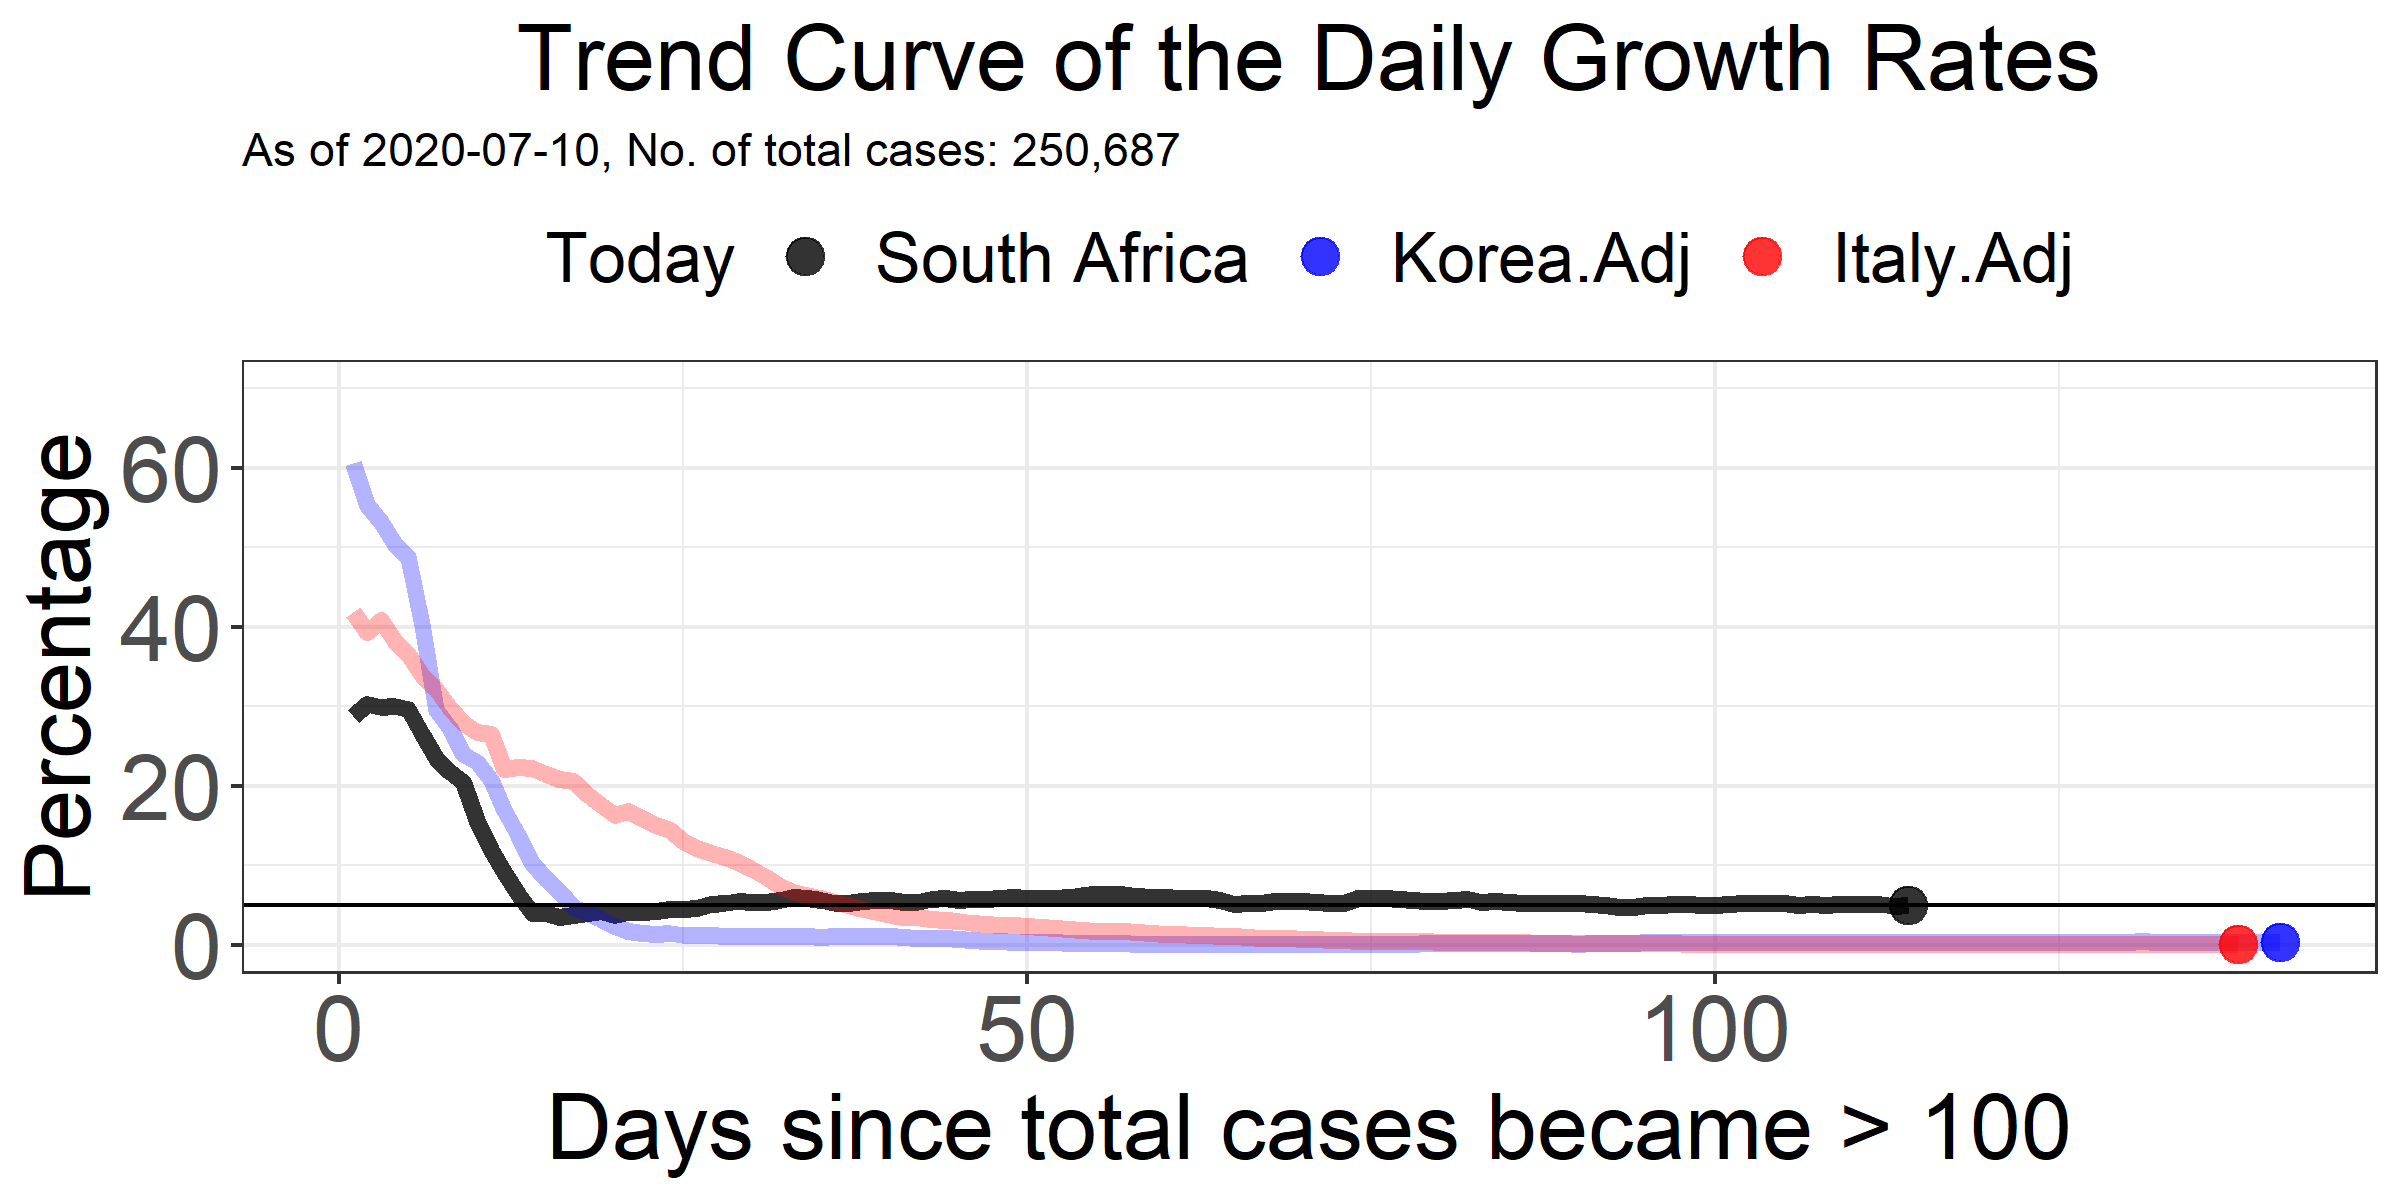 Trend Curve of the Daily Growth Rates
As of 2020-07-10, No. of total cases: 250,687
Today South Africa Korea.Adj Italy.Adj
Percentage
60
40
20
0
0 50 100
Days since total cases became > 100